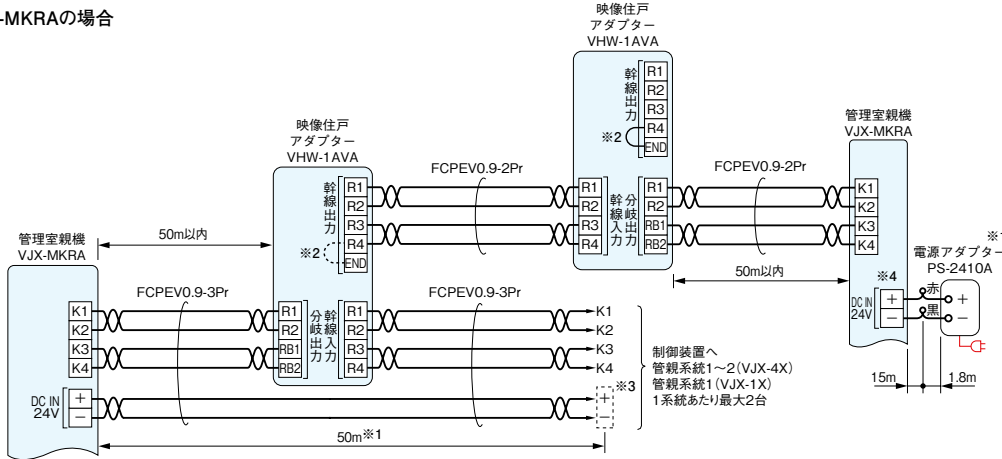 -MKRAの場合
映像住戸
アダプター
VHW-1AVA
幹線出力
R1
R2
R3
R4
END
※2
幹線入力
R1
R2
R3
R4
分岐出力
R1
R2
RB1
RB2
FCPEV0.9-2Pr
50m以内
管理室親機
VJX-MKRA
K1
K2
K3
K4
※4
DC IN
24V
+
−
赤
黒
電源アダプター
PS-2410A
+
−
15m
1.8m
映像住戸
アダプター
VHW-1AVA
幹線出力
R1
R2
R3
R4
END
※2
FCPEV0.9-2Pr
分岐出力
R1
R2
RB1
RB2
幹線入力
R1
R2
R3
R4
管理室親機
VJX-MKRA
50m以内
FCPEV0.9-3Pr
K1
K2
K3
K4
DC IN
24V
+
−
FCPEV0.9-3Pr
K1
K2
K3
K4
+
−
※3
制御装置へ
管親系統1〜2(VJX-4X)
管親系統1(VJX-1X)
1系統あたり最大2台
50m※1